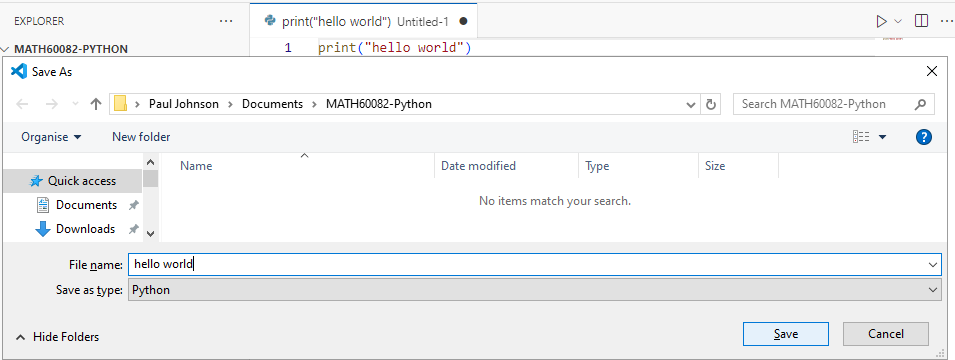 EXPLORER ··· print("hello world") Untitled-1 ●
MATH60082-PYTHON 1 print("hello world")
Save As
Paul Johnson > Documents > MATH60082-Python Search MATH60082-Python
Organise New folder
Name Date modified Type Size
Quick access
No items match your search.
Documents
Downloads
File name: hello world
Save as type: Python
Hide Folders Save Cancel